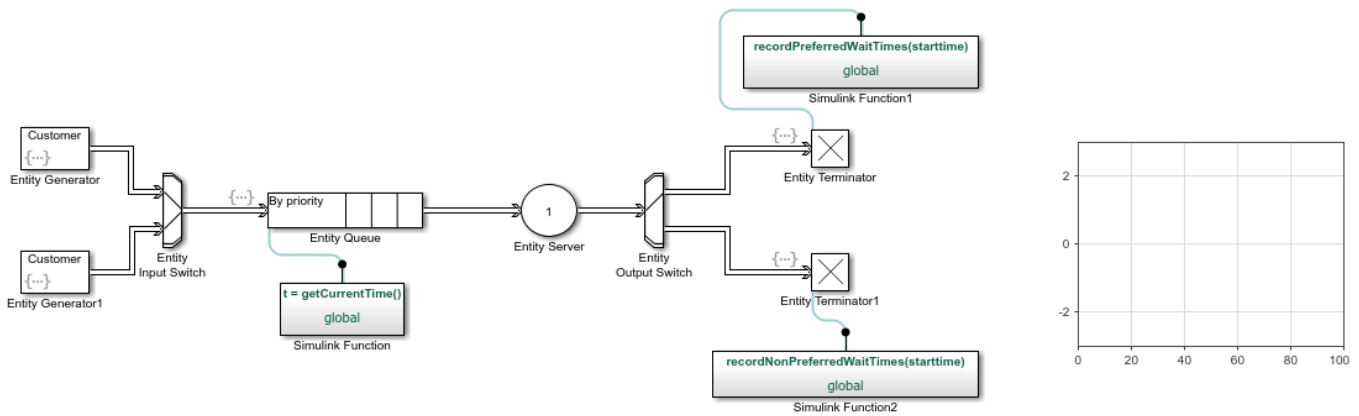 recordPreferredWaitTimes(starttime)
global
Simulink Function1
Customer
{...}
Entity Generator
{...}
By priority
Entity Queue
1
Entity Server
{...}
Entity Terminator
Entity
Input Switch
Entity
Output Switch
Customer
{...}
Entity Generator1
t = getCurrentTime()
global
Simulink Function
{...}
Entity Terminator1
recordNonPreferredWaitTimes(starttime)
global
Simulink Function2
2
0
-2
0 20 40 60 80 100